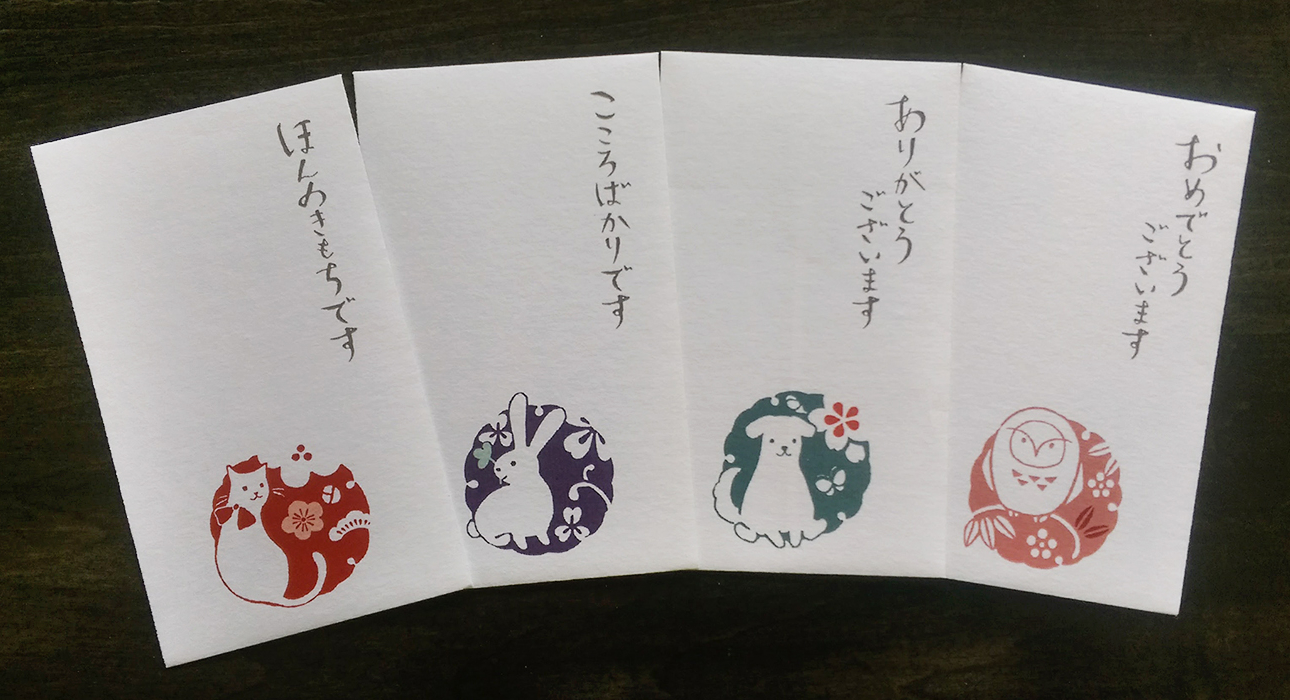 ほんのきもちです
こころばかりです
ありがとう
ございます
おめでとう
ございます